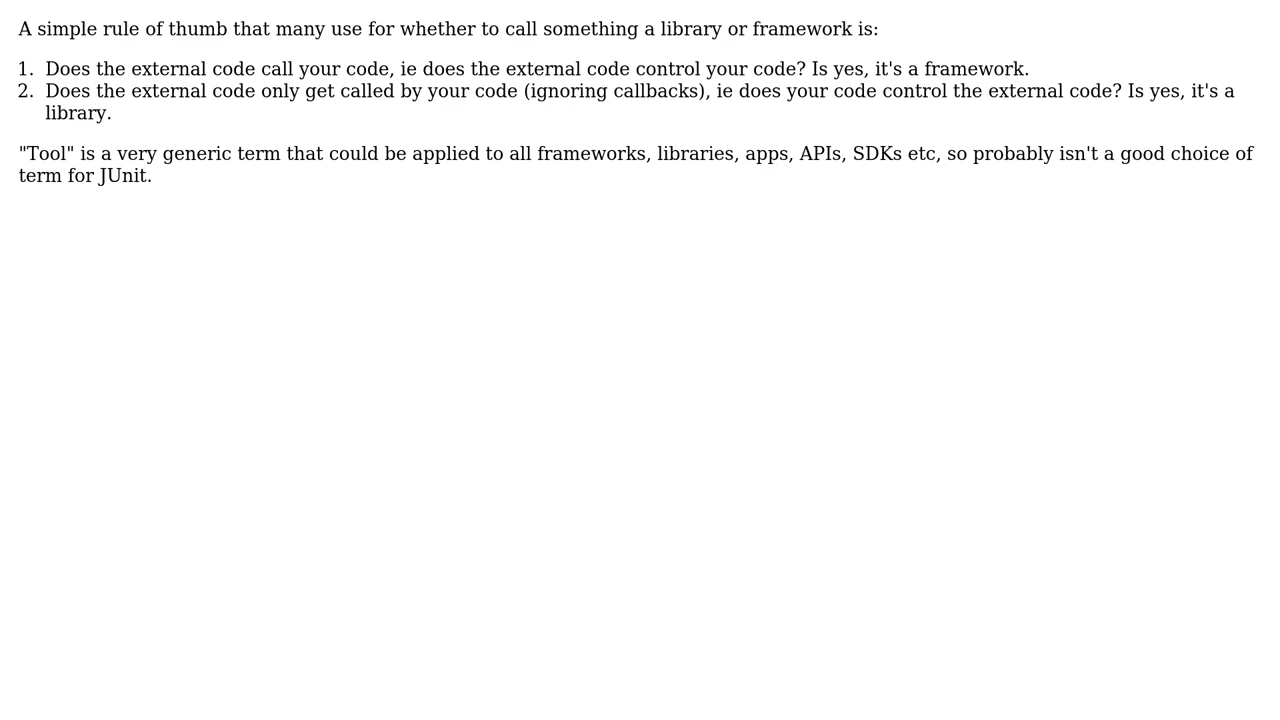 A simple rule of thumb that many use for whether to call something a library or framework is:
1. Does the external code call your code, ie does the external code control your code? Is yes, it's a framework.
2. Does the external code only get called by your code (ignoring callbacks), ie does your code control the external code? Is yes, it's a
library.
"Tool" is a very generic term that could be applied to all frameworks, libraries, apps, APIs, SDKs etc, so probably isn't a good choice of
term for JUnit.